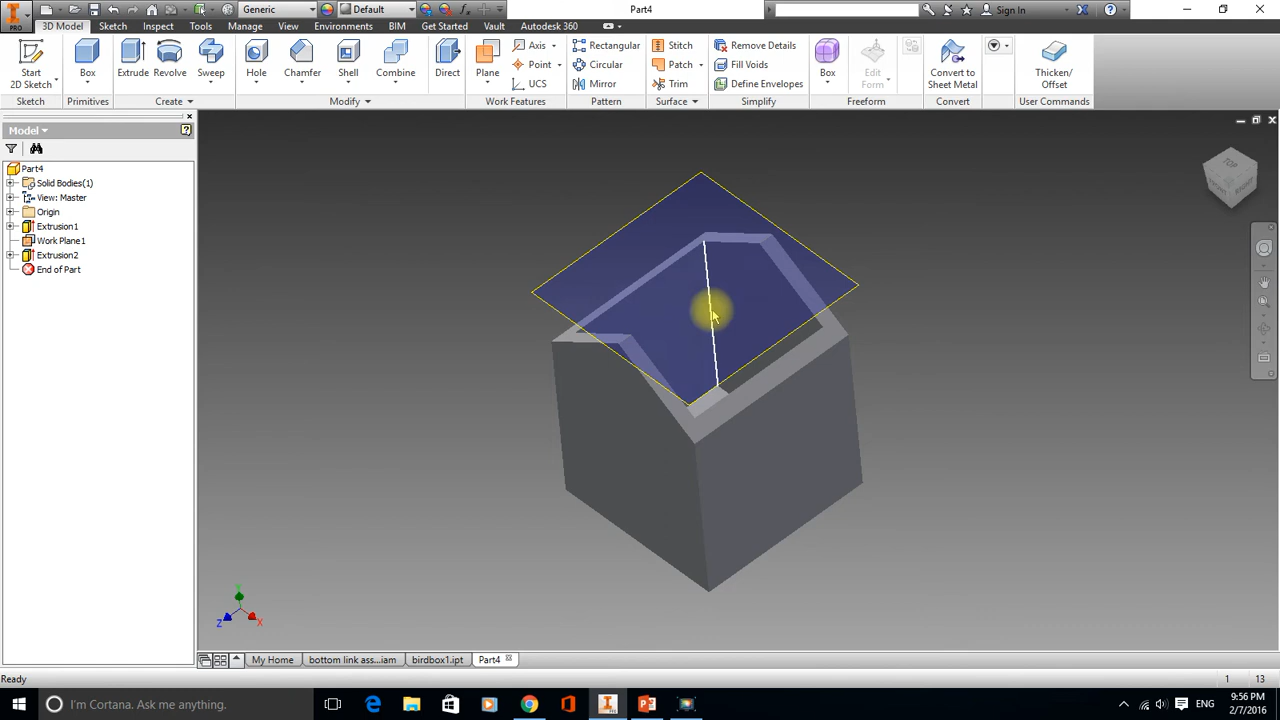 PRO
Generic
Default
Part4
Sign In
3D Model
Sketch
Inspect
Tools
Manage
View
Environments
BIM
Get Started
Vault
Autodesk 360
Start
2D Sketch
Box
Extrude
Revolve
Sweep
Hole
Chamfer
Shell
Combine
Direct
Plane
Axis
Point
UCS
Rectangular
Circular
Mirror
Stitch
Patch
Trim
Remove Details
Fill Voids
Define Envelopes
Box
Edit
Form
Convert to
Sheet Metal
Thicken/
Offset
Sketch
Primitives
Create
Modify
Work Features
Pattern
Surface
Simplify
Freeform
Convert
User Commands
Model
Part4
Solid Bodies(1)
View: Master
Origin
Extrusion1
Work Plane1
Extrusion2
End of Part
TOP
FRONT
RIGHT
Y
Z
X
My Home
bottom link ass....iam
birdbox1.ipt
Part4
Ready
1
13
I'm Cortana. Ask me anything.
ENG
9:56 PM
2/7/2016